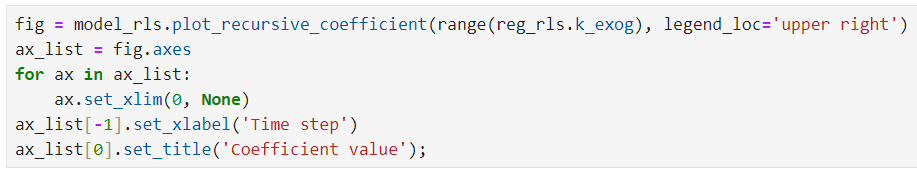 fig = model_rls.plot_recursive_coefficient(range(reg_rls.k_exog), legend_loc='upper right')
ax_list = fig.axes
for ax in ax_list:
    ax.set_xlim(0, None)
ax_list[-1].set_xlabel('Time step')
ax_list[0].set_title('Coefficient value');